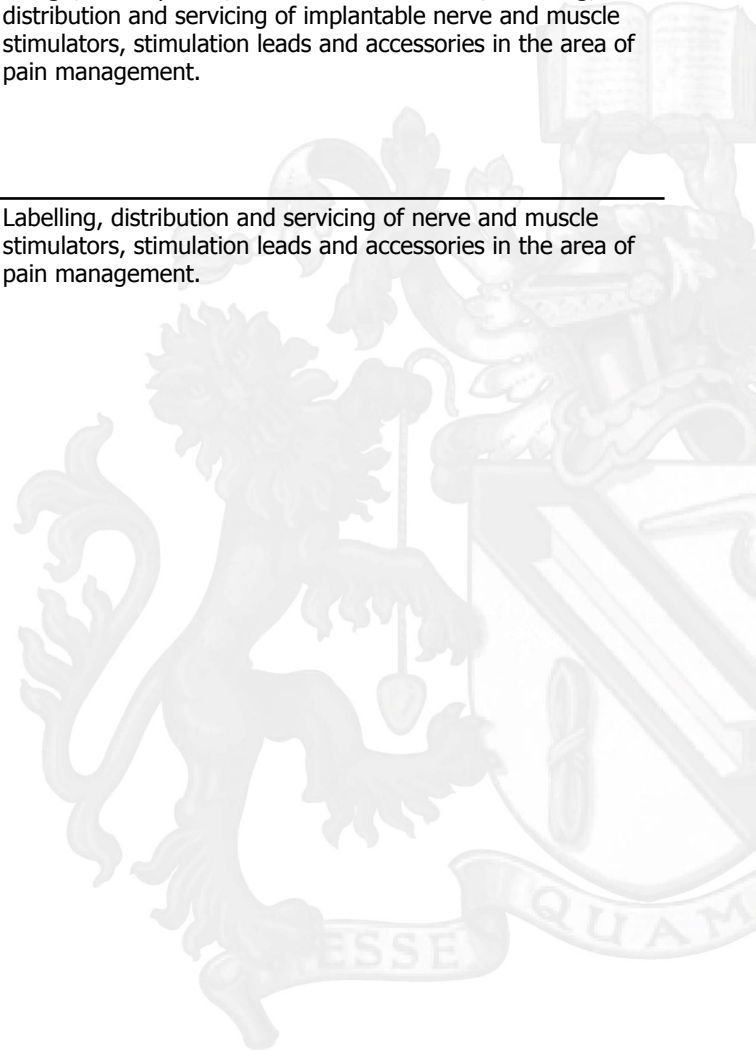 distribution and servicing of implantable nerve and muscle
stimulators, stimulation leads and accessories in the area of
pain management.
Labelling, distribution and servicing of nerve and muscle
stimulators, stimulation leads and accessories in the area of
pain management.
ESSE QUAM